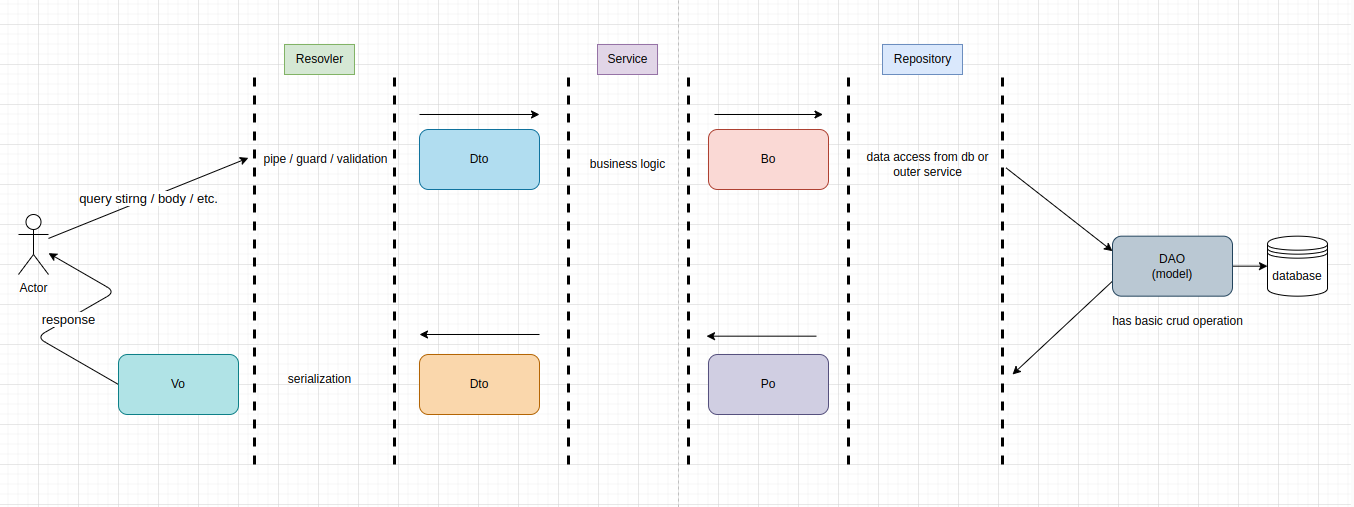 Resovler
Service
Repository
pipe / guard / validation
Dto
business logic
Bo
data access from db or
outer service
query stirng / body / etc.
Actor
DAO
(model)
database
has basic crud operation
response
Vo
serialization
Dto
Po